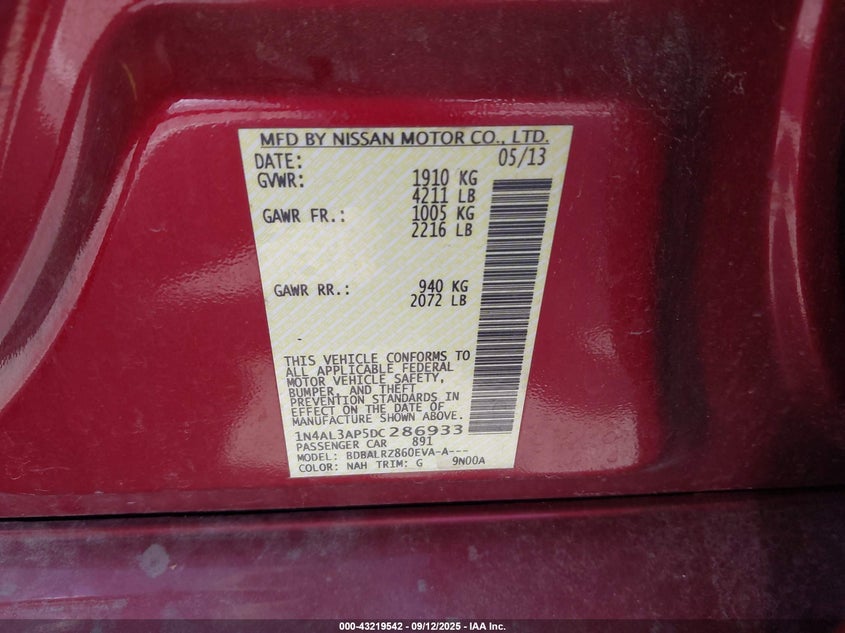 MFD BY NISSAN MOTOR CO., LTD.
DATE: 05/13
GVWR: 1910 KG
4211 LB
GAWR FR.: 1005 KG
2216 LB
GAWR RR.: 940 KG
2072 LB
THIS VEHICLE CONFORMS TO
ALL APPLICABLE FEDERAL
MOTOR VEHICLE SAFETY,
BUMPER, AND THEFT
PREVENTION STANDARDS IN
EFFECT ON THE DATE OF
MANUFACTURE SHOWN ABOVE.
1N4AL3AP5DC286933
PASSENGER CAR 891
MODEL: BDBALRZ860EVA-A---
COLOR: NAH TRIM: G 9N00A
000-43219542 - 09/12/2025 - IAA Inc.